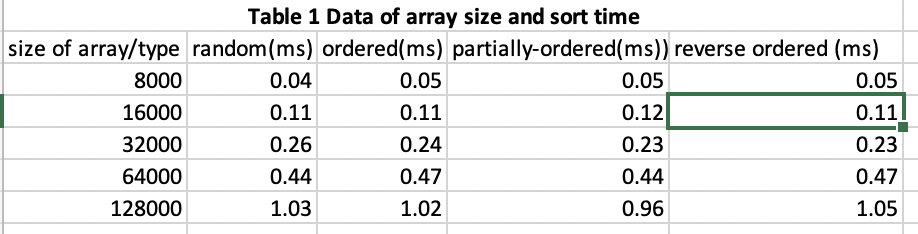 Table 1 Data of array size and sort time
size of array/type random(ms) ordered(ms) partially-ordered(ms)) reverse ordered (ms)
8000 0.04 0.05 0.05 0.05
16000 0.11 0.11 0.12 0.11
32000 0.26 0.24 0.23 0.23
64000 0.44 0.47 0.44 0.47
128000 1.03 1.02 0.96 1.05